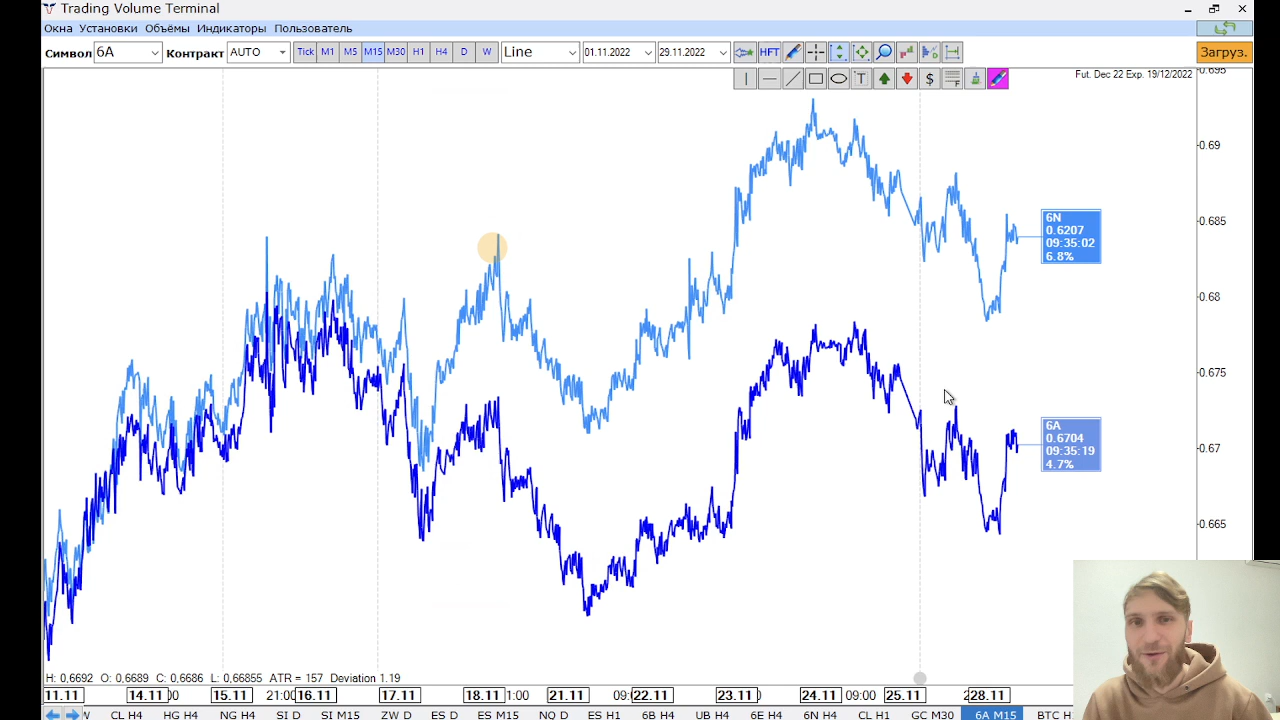 Trading Volume Terminal
Окна Установки Объёмы Индикаторы Пользователь
Символ 6A Контракт AUTO Tick M1 M5 M15 M30 H1 H4 D W Line 01.11.2022 29.11.2022 HFT Загруз.
T $ F
Fut. Dec 22 Exp. 19/12/2022
0.695
0.69
0.685
0.68
0.675
0.67
0.665
6N
0.6207
09:35:02
6.8%
6A
0.6704
09:35:19
4.7%
H: 0,6692 O: 0,6689 C: 0,6686 L: 0,66855 ATR = 157 Deviation 1.19
11.11 14.11 15.11 21:00 16.11 17.11 18.11 21.11 22.11 23.11 24.11 09:00 25.11 28.11
CL H4 HG H4 NG H4 SI D SI M15 ZW D ES D ES M15 NQ D ES H1 6B H4 UB H4 6E H4 6N H4 CL H1 GC M30 6A M15